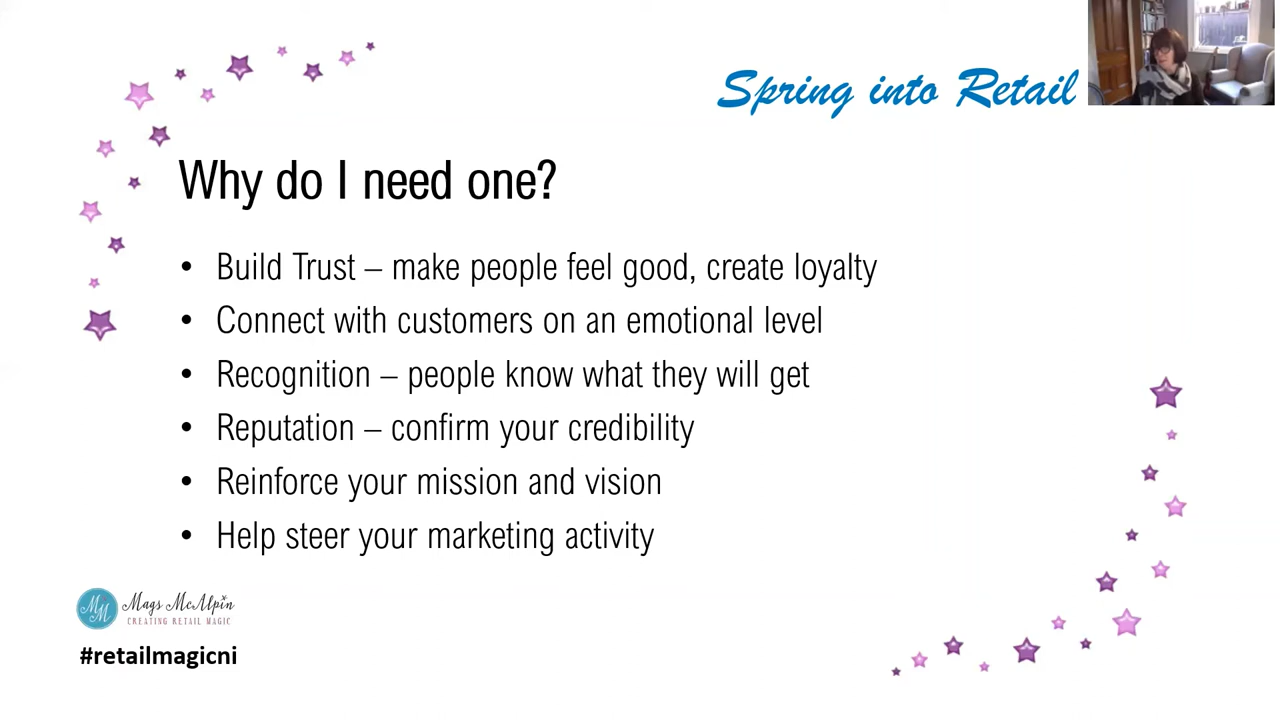 Spring into Retail
Why do I need one?
• Build Trust – make people feel good, create loyalty
• Connect with customers on an emotional level
• Recognition – people know what they will get
• Reputation – confirm your credibility
• Reinforce your mission and vision
• Help steer your marketing activity
MM
Mags McAlpin
CREATING RETAIL MAGIC
#retailmagicni